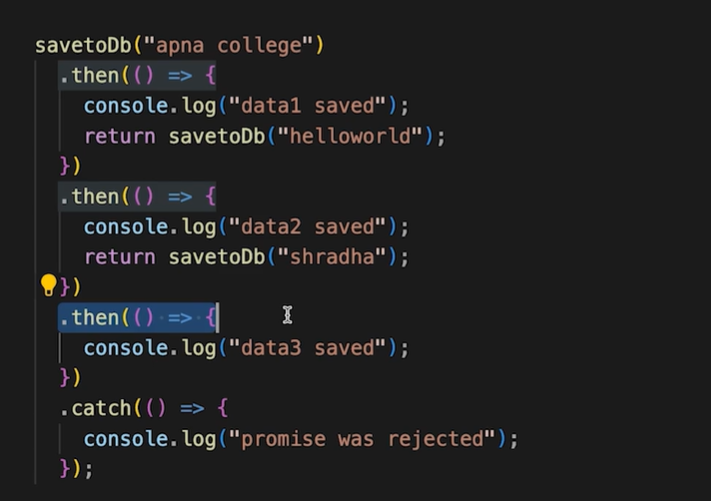 savetoDb("apna college")
.then(() => {
console.log("data1 saved");
return savetoDb("helloworld");
})
.then(() => {
console.log("data2 saved");
return savetoDb("shradha");
})
.then(() => {
console.log("data3 saved");
})
.catch(() => {
console.log("promise was rejected");
});